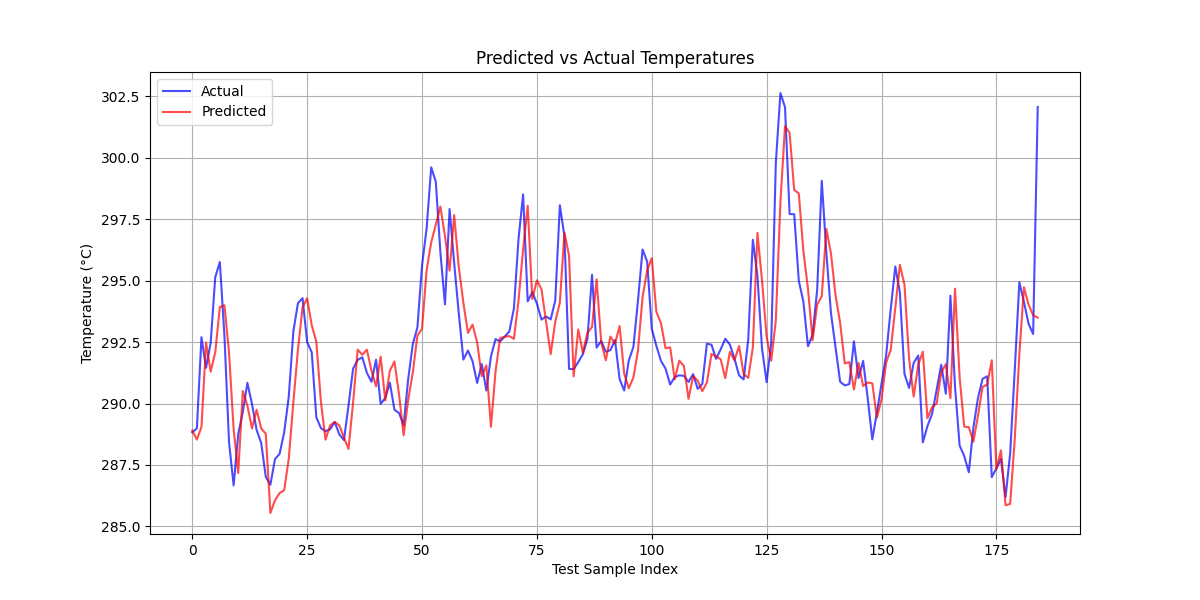 Predicted vs Actual Temperatures
Actual
Predicted
302.5
300.0
297.5
295.0
292.5
290.0
287.5
285.0
Temperature (°C)
0 25 50 75 100 125 150 175
Test Sample Index